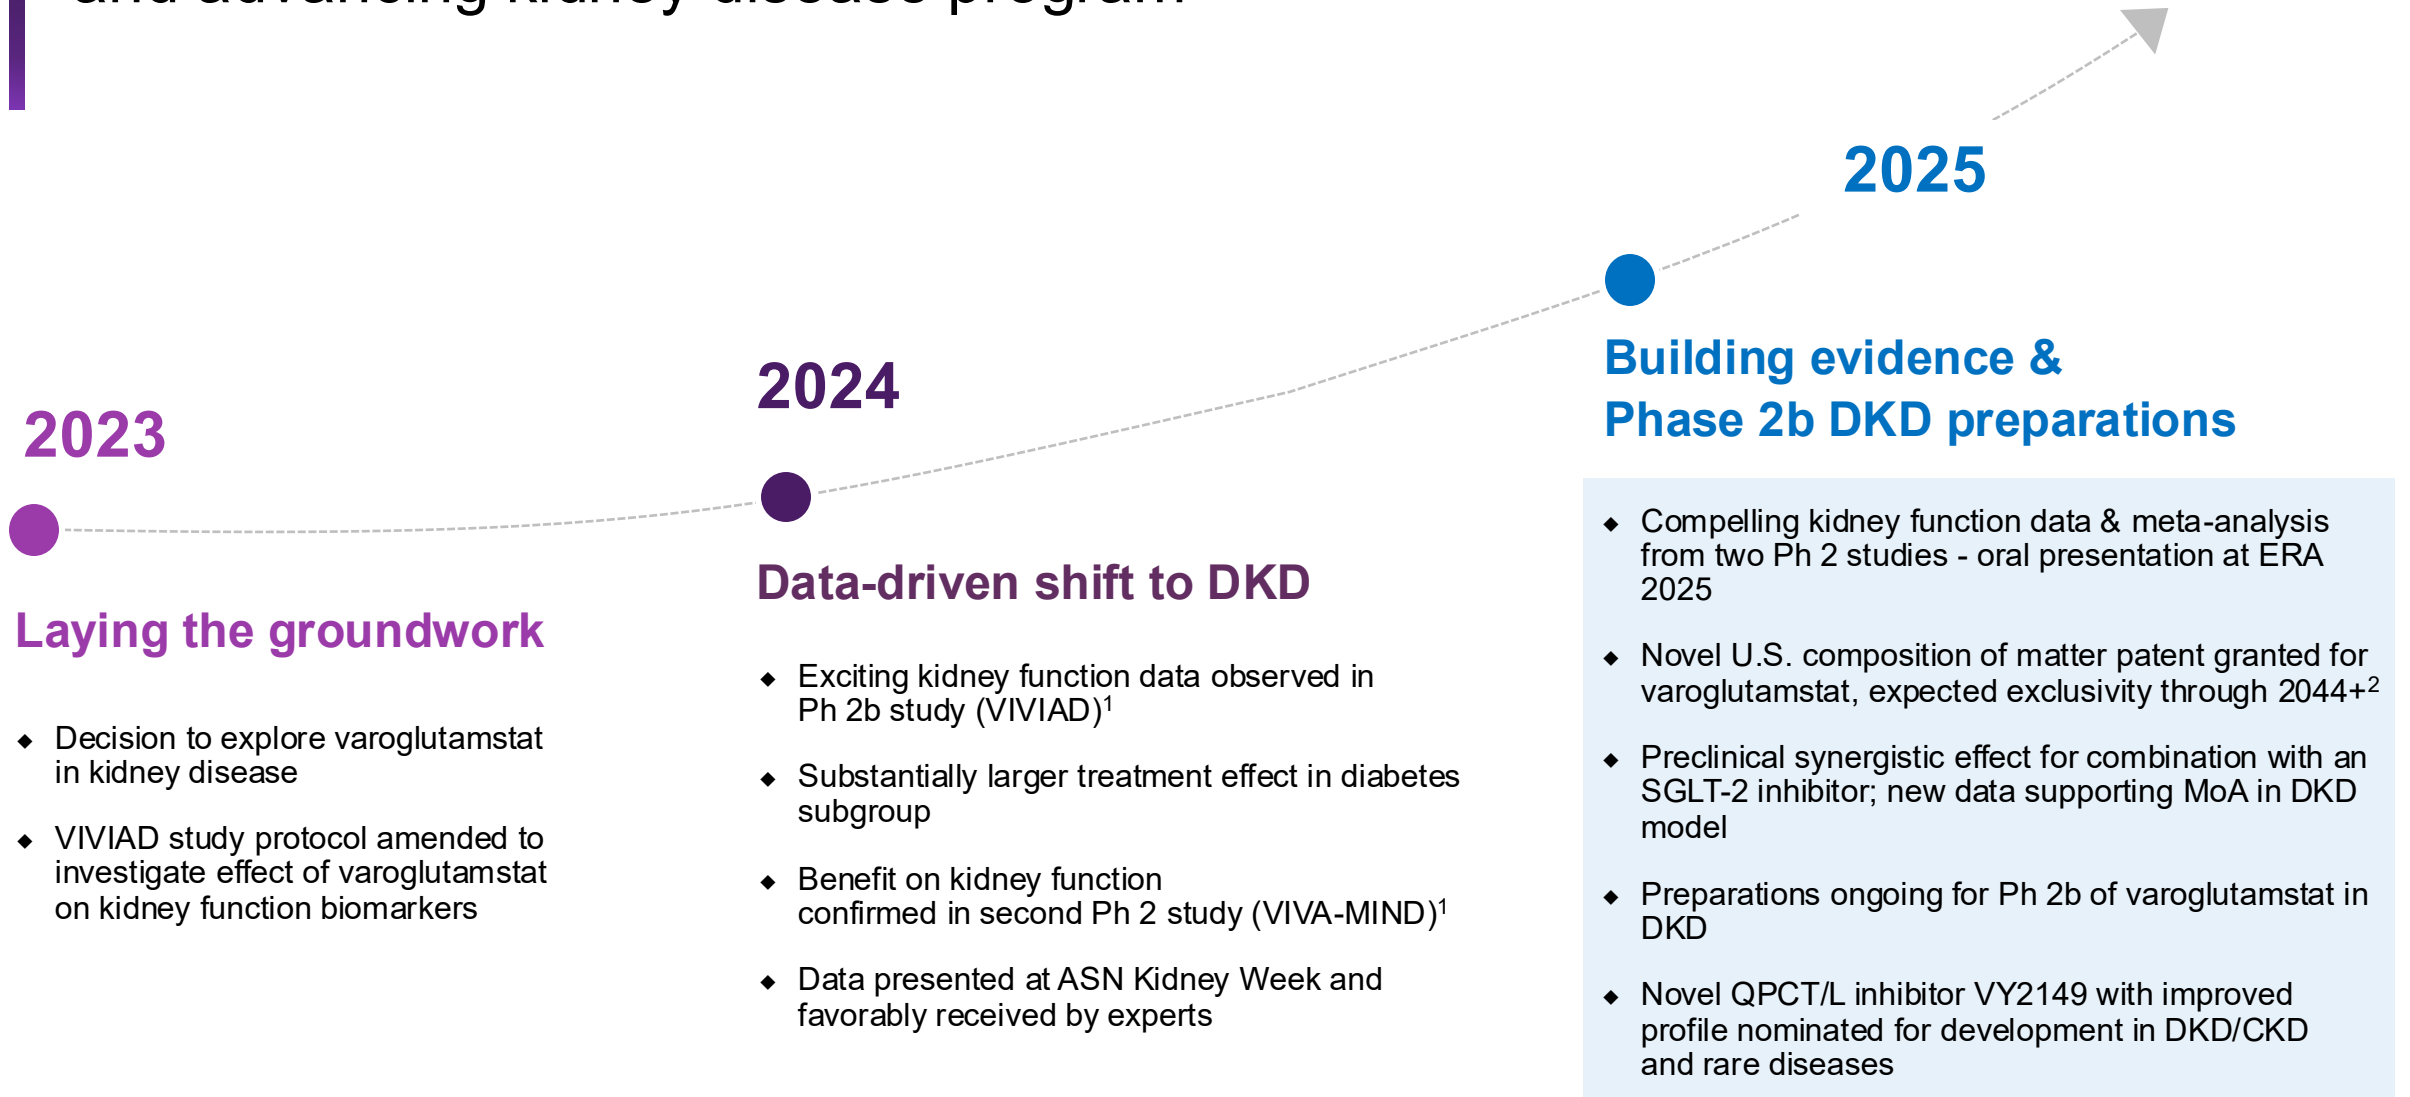 and advancing kidney disease program
2023
Laying the groundwork
◆ Decision to explore varoglutamstat
in kidney disease
◆ VIVIAD study protocol amended to
investigate effect of varoglutamstat
on kidney function biomarkers
2024
Data-driven shift to DKD
◆ Exciting kidney function data observed in
Ph 2b study (VIVIAD)¹
◆ Substantially larger treatment effect in diabetes
subgroup
◆ Benefit on kidney function
confirmed in second Ph 2 study (VIVA-MIND)¹
◆ Data presented at ASN Kidney Week and
favorably received by experts
2025
Building evidence &
Phase 2b DKD preparations
◆ Compelling kidney function data & meta-analysis
from two Ph 2 studies - oral presentation at ERA
2025
◆ Novel U.S. composition of matter patent granted for
varoglutamstat, expected exclusivity through 2044+²
◆ Preclinical synergistic effect for combination with an
SGLT-2 inhibitor; new data supporting MoA in DKD
model
◆ Preparations ongoing for Ph 2b of varoglutamstat in
DKD
◆ Novel QPCT/L inhibitor VY2149 with improved
profile nominated for development in DKD/CKD
and rare diseases